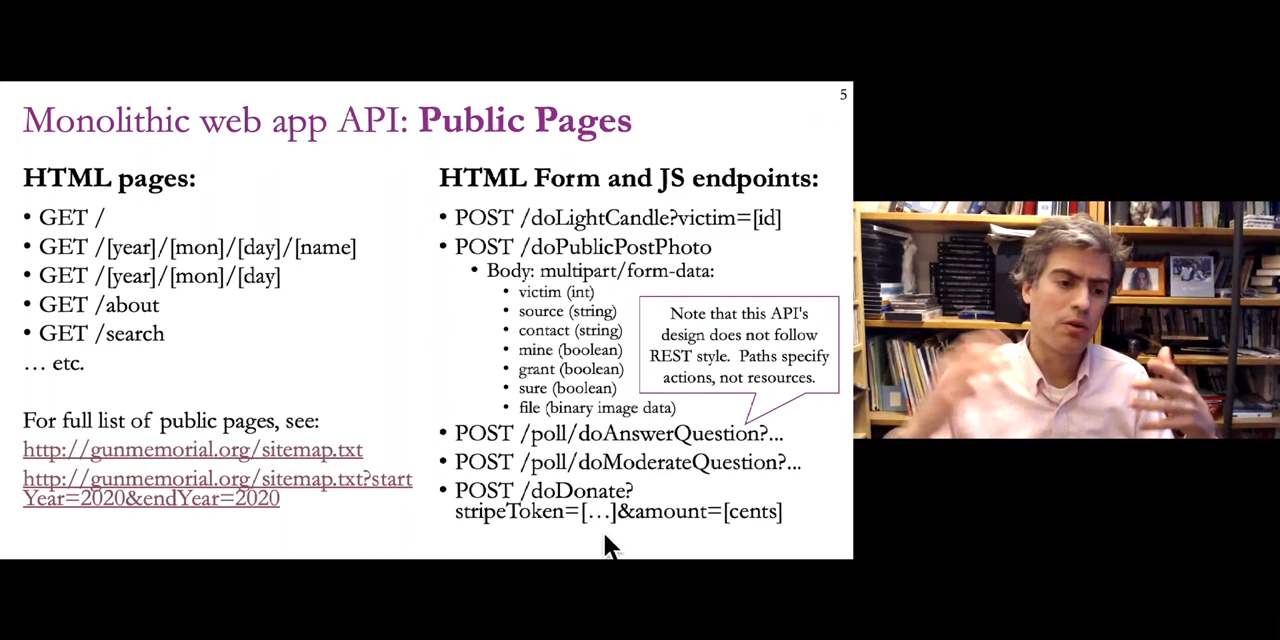 5
Monolithic web app API: Public Pages
HTML pages:
• GET /
• GET /[year]/[mon]/[day]/[name]
• GET /[year]/[mon]/[day]
• GET /about
• GET /search
… etc.
For full list of public pages, see:
http://gunmemorial.org/sitemap.txt
http://gunmemorial.org/sitemap.txt?start
Year=2020&endYear=2020
HTML Form and JS endpoints:
• POST /doLightCandle?victim=[id]
• POST /doPublicPostPhoto
• Body: multipart/form-data:
• victim (int)
• source (string)
• contact (string)
• mine (boolean)
• grant (boolean)
• sure (boolean)
• file (binary image data)
Note that this API's
design does not follow
REST style. Paths specify
actions, not resources.
• POST /poll/doAnswerQuestion?...
• POST /poll/doModerateQuestion?...
• POST /doDonate?
stripeToken=[…]&amount=[cents]